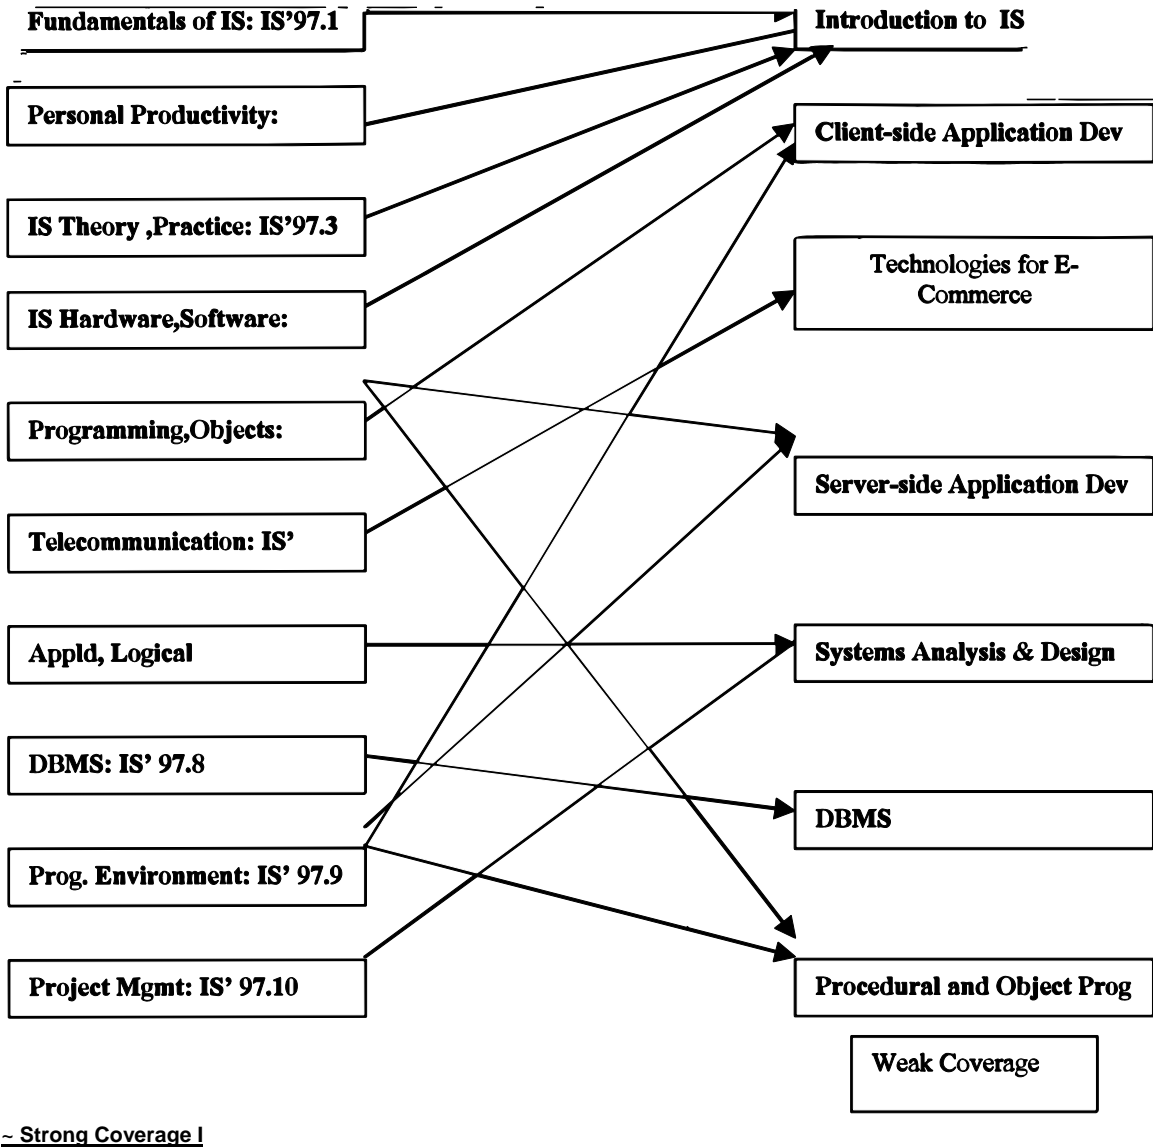 Fundamentals of IS: IS’97.1
Introduction to IS
Personal Productivity:
Client-side Application Dev
IS Theory ,Practice: IS’97.3
Technologies for E-
Commerce
IS Hardware,Software:
Programming,Objects:
Server-side Application Dev
Telecommunication: IS’
Appld, Logical
Systems Analysis & Design
DBMS: IS’ 97.8
DBMS
Prog. Environment: IS’ 97.9
Project Mgmt: IS’ 97.10
Procedural and Object Prog
Weak Coverage
~ Strong Coverage I